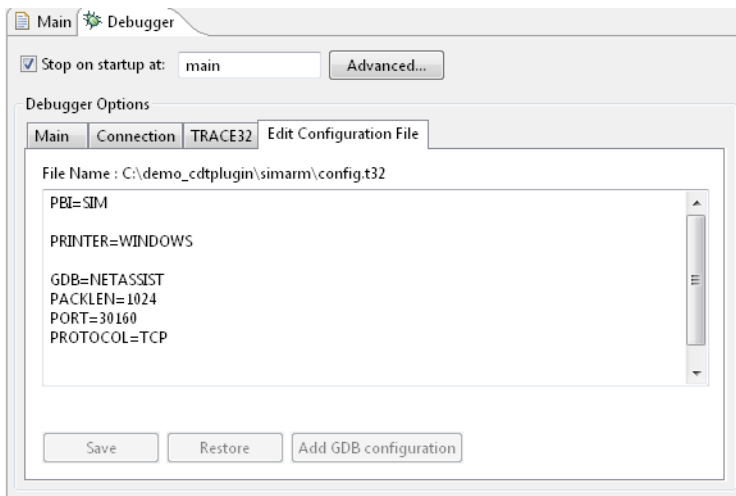 Main Debugger
Stop on startup at: main Advanced...
Debugger Options
Main Connection TRACE32 Edit Configuration File
File Name : C:\demo_cdtplugin\simarm\config.t32
PBI=SIM
PRINTER=WINDOWS
GDB=NETASSIST
PACKLEN=1024
PORT=30160
PROTOCOL=TCP
Save Restore Add GDB configuration